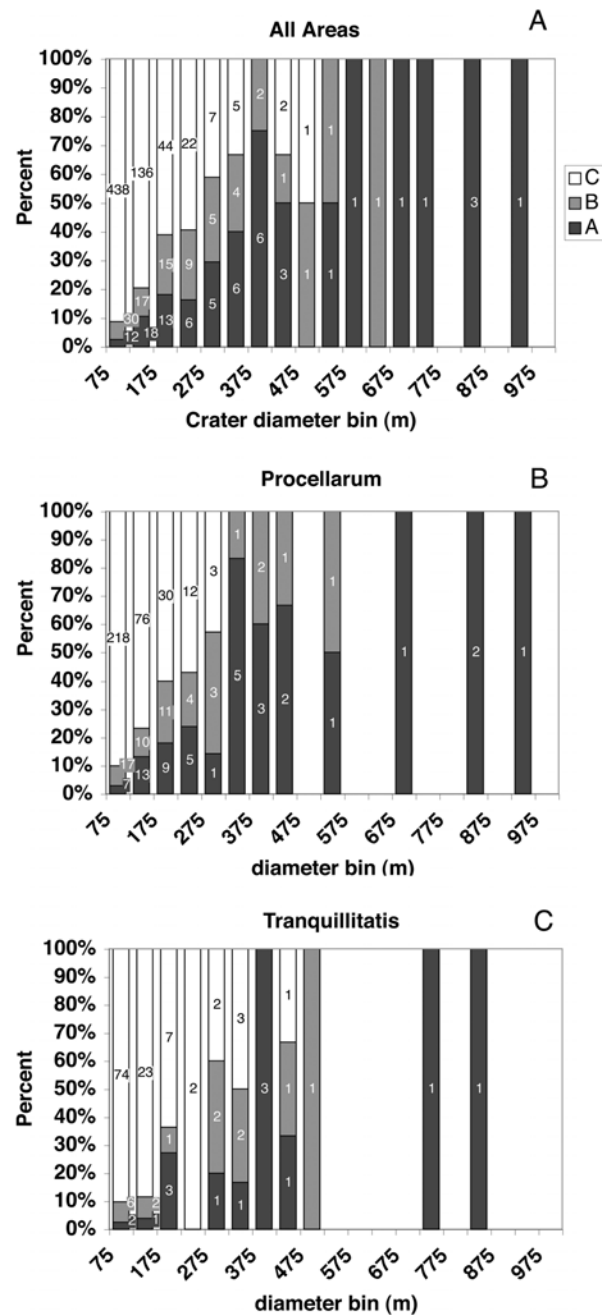 All Areas
A
100%
90%
80%
70%
60%
50%
40%
30%
20%
10%
0%
Percent
438 136 44 22 7 5 2 2 1 1
30 17 15 9 5 4 1 1
12 18 13 6 5 6 6 3 1 1 1 1 3 1
C
B
A
75 175 275 375 475 575 675 775 875 975
Crater diameter bin (m)
Procellarum
B
100%
90%
80%
70%
60%
50%
40%
30%
20%
10%
0%
Percent
218 76 30 12 3 1 2 1 1
17 10 11 4 3
7 13 9 5 1 5 3 2 1 1 2 1
75 175 275 375 475 575 675 775 875 975
diameter bin (m)
Tranquillitatis
C
100%
90%
80%
70%
60%
50%
40%
30%
20%
10%
0%
Percent
74 23 7 2 2 3 1
6 2 1 2 2 1 1
2 1 3 1 1 3 1 1 1
75 175 275 375 475 575 675 775 875 975
diameter bin (m)